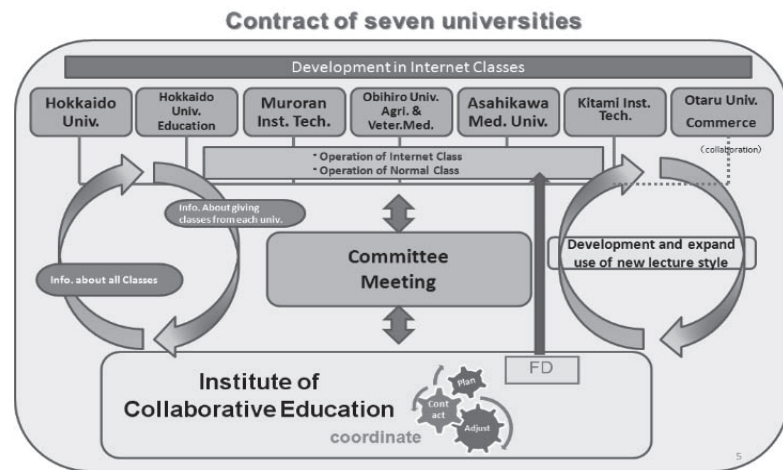 Contract of seven universities
Development in Internet Classes
Hokkaido
Univ.
Hokkaido
Univ.
Education
Muroran
Inst. Tech.
Obihiro Univ.
Agri. &
Veter.Med.
Asahikawa
Med. Univ.
Kitami Inst.
Tech.
Otaru Univ.
Commerce
(collaboration)
・Operation of Internet Class
・Operation of Normal Class
Info. About giving
classes from each univ.
Info. about all Classes
Committee
Meeting
Development and expand
use of new lecture style
FD
Institute of
Collaborative Education
coordinate
Plan
Cont
act
Adjust
5